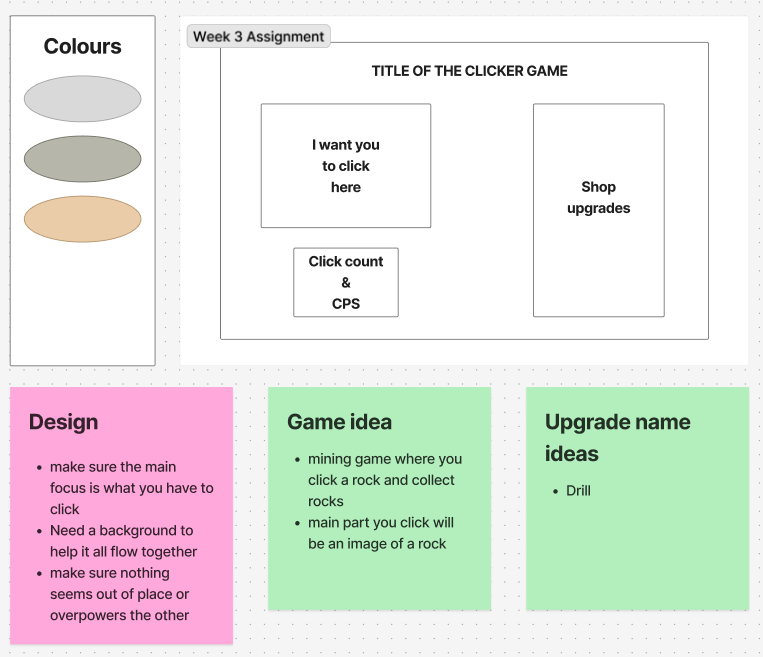 Colours
Week 3 Assignment
TITLE OF THE CLICKER GAME
I want you
to click
here
Shop
upgrades
Click count
&
CPS
Design
• make sure the main
focus is what you have to
click
• Need a background to
help it all flow together
• make sure nothing
seems out of place or
overpowers the other
Game idea
• mining game where you
click a rock and collect
rocks
• main part you click will
be an image of a rock
Upgrade name
ideas
• Drill